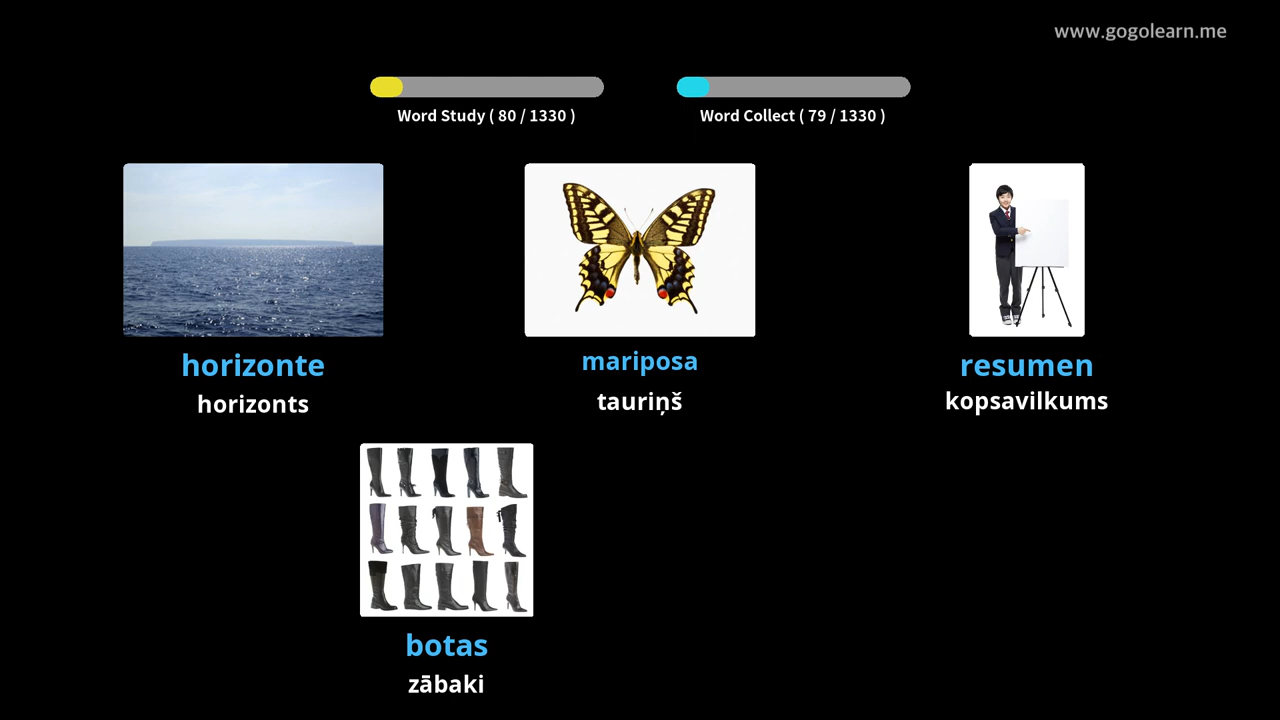 www.gogolearn.me
Word Study ( 80 / 1330 )
Word Collect ( 79 / 1330 )
horizonte
horizonts
mariposa
tauriņš
resumen
kopsavilkums
botas
zābaki